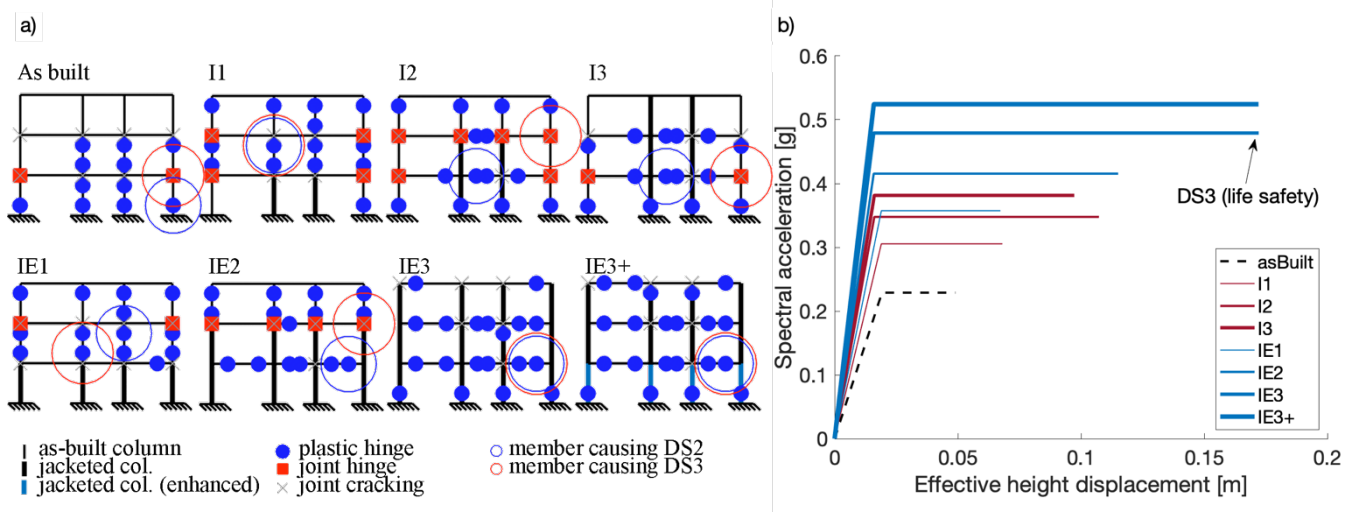 a)
As built
I1
I2
I3
IE1
IE2
IE3
IE3+
as-built column
jacketed col.
jacketed col. (enhanced)
plastic hinge
joint hinge
joint cracking
member causing DS2
member causing DS3
b)
Spectral acceleration [g]
0.6
0.5
0.4
0.3
0.2
0.1
0
0
0.05
0.1
0.15
0.2
Effective height displacement [m]
DS3 (life safety)
asBuilt
I1
I2
I3
IE1
IE2
IE3
IE3+